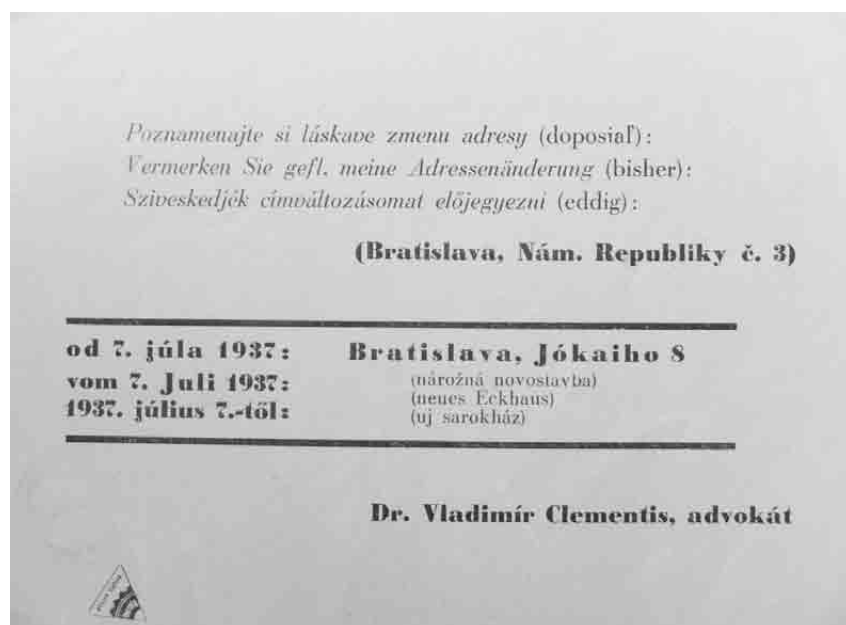 Poznamenajte si láskave zmenu adresy (doposiaľ):
Vermerken Sie gefl. meine Adressenänderung (bisher):
Sziveskedjék címváltozásomat előjegyezni (eddig):
(Bratislava, Nám. Republiky č. 3)
od 7. júla 1937: Bratislava, Jókaiho 8
vom 7. Juli 1937: (nárožná novostavba)
(neues Eckhaus)
1937. július 7.-től: (uj sarokház)
Dr. Vladimír Clementis, advokát